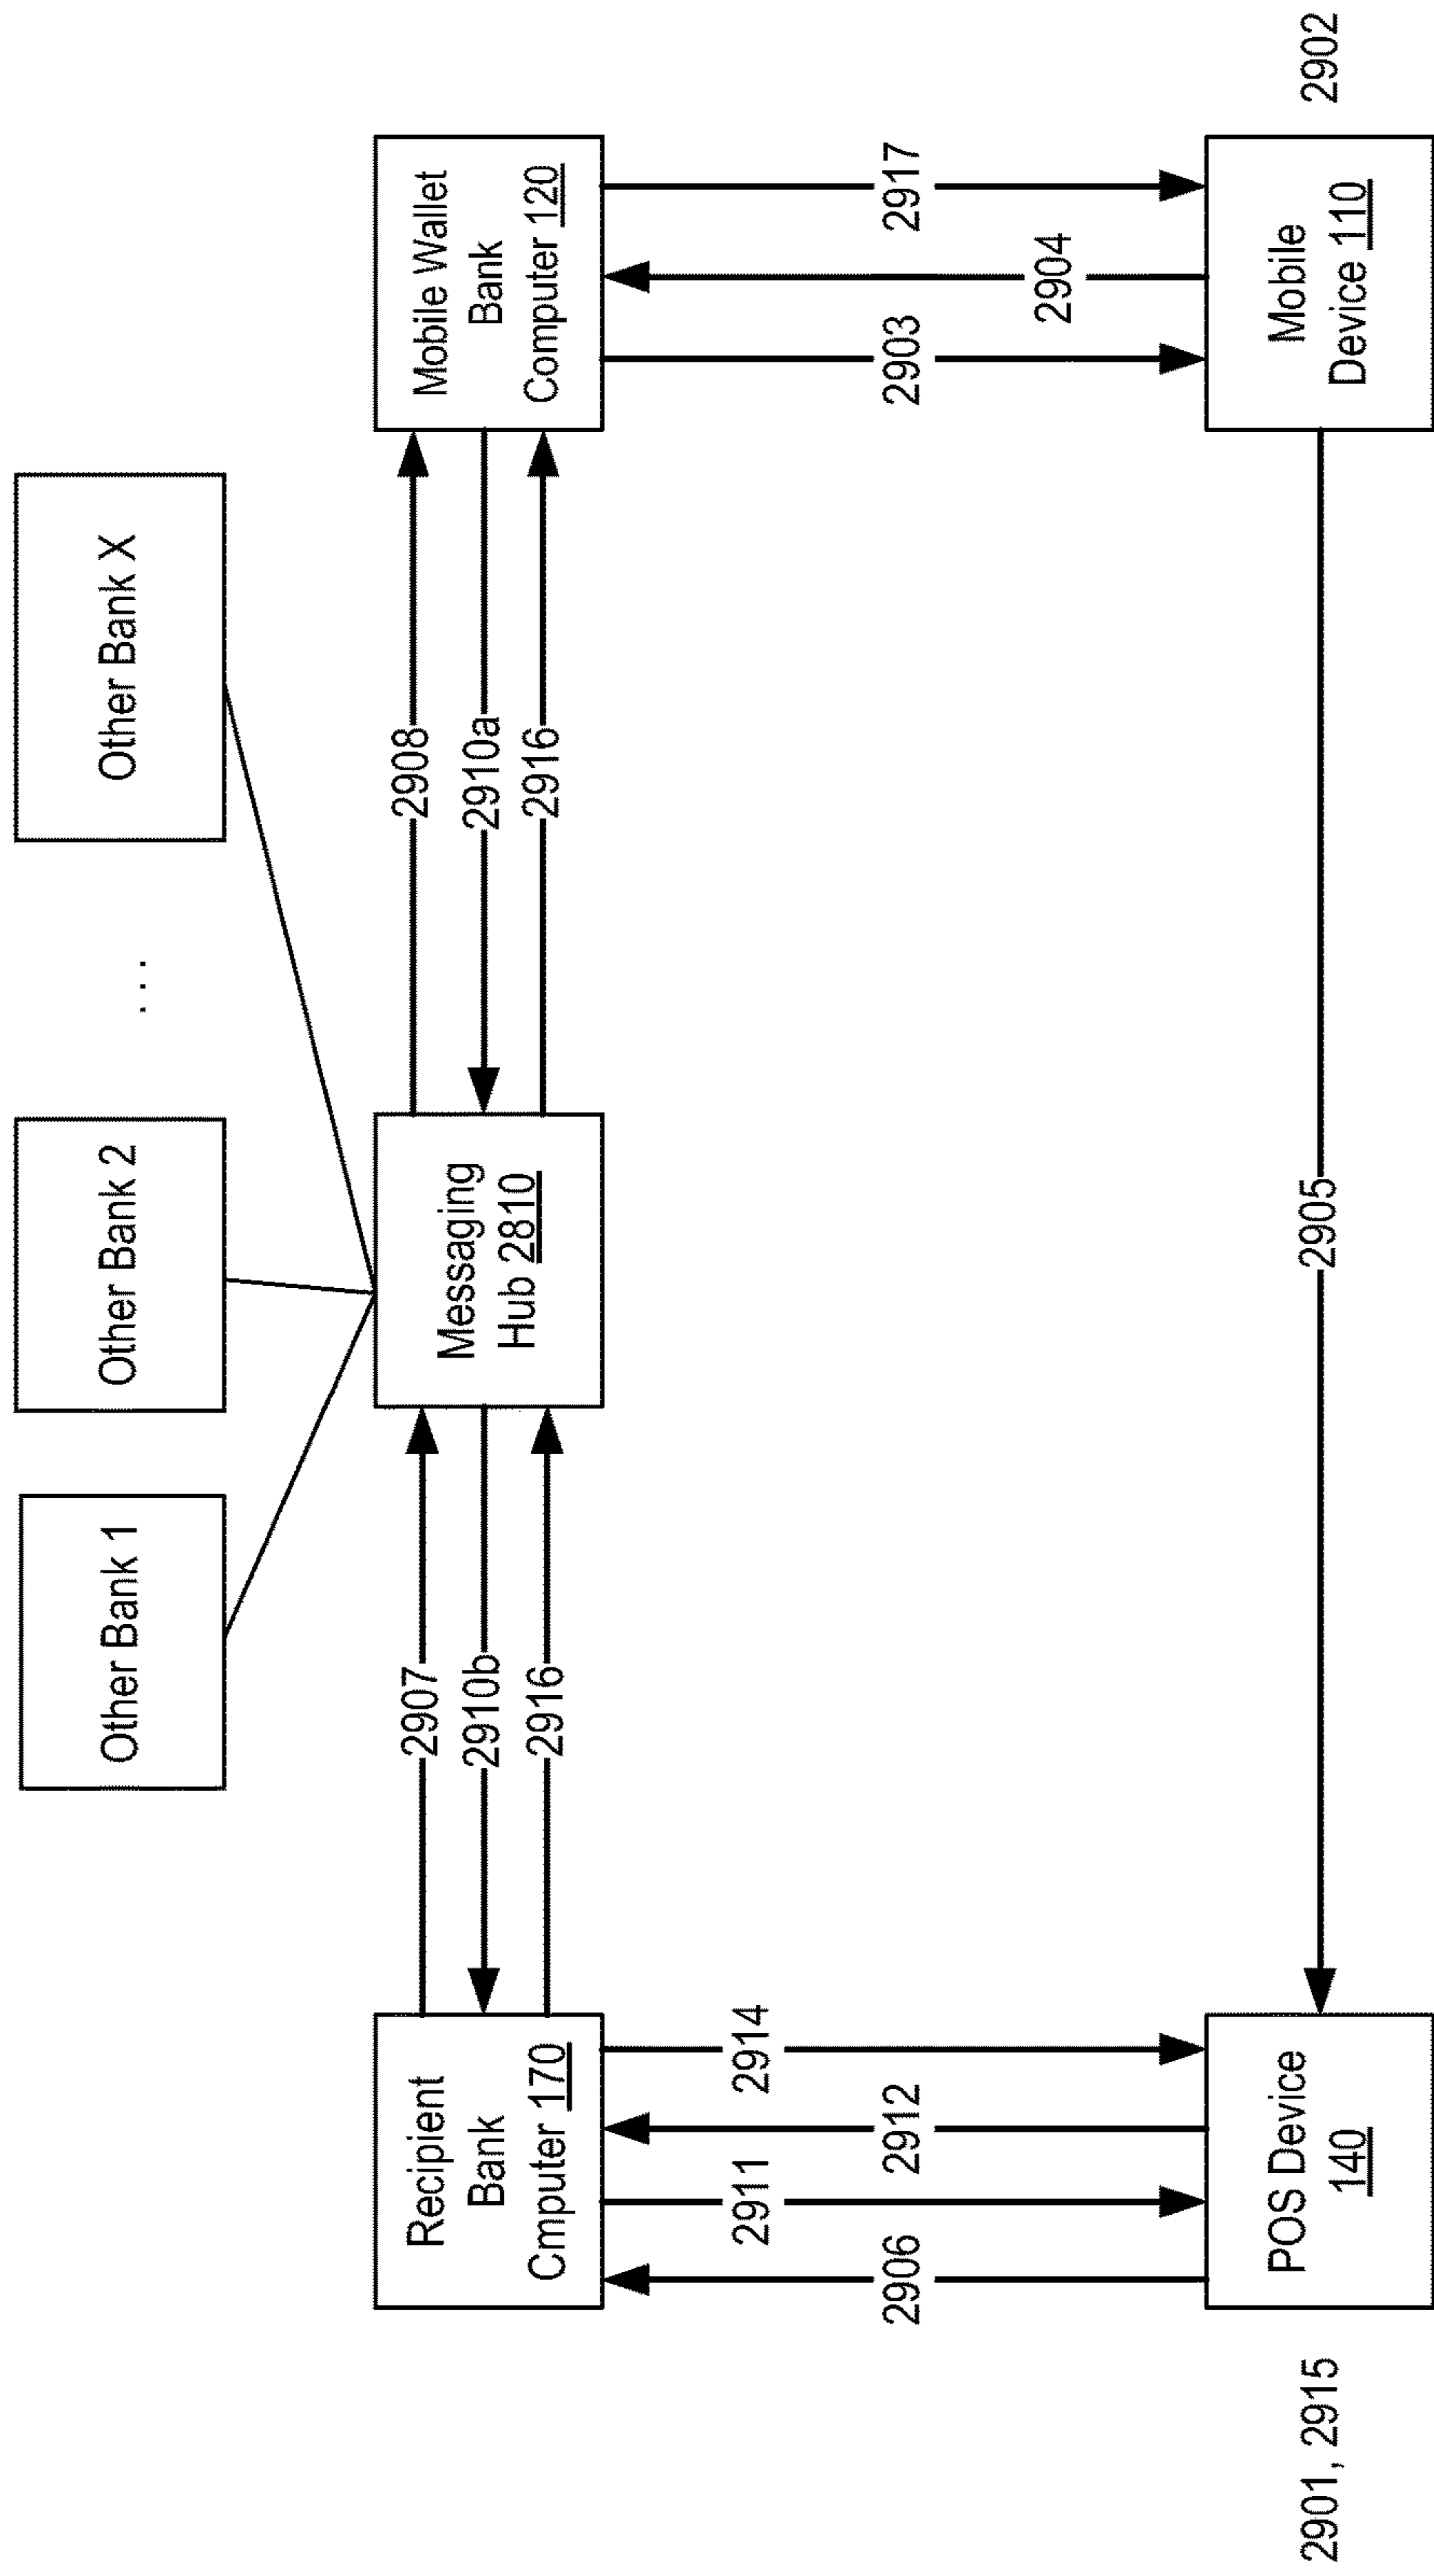 Other Bank 1
Other Bank 2
. . .
Other Bank X
Recipient
Bank
Cmputer 170
2907
2910b
2916
Messaging
Hub 2810
2908
2910a
2916
Mobile Wallet
Bank
Computer 120
2906
2911
2912
2914
2903
2904
2917
2901, 2915
POS Device
140
2905
Mobile
Device 110
2902